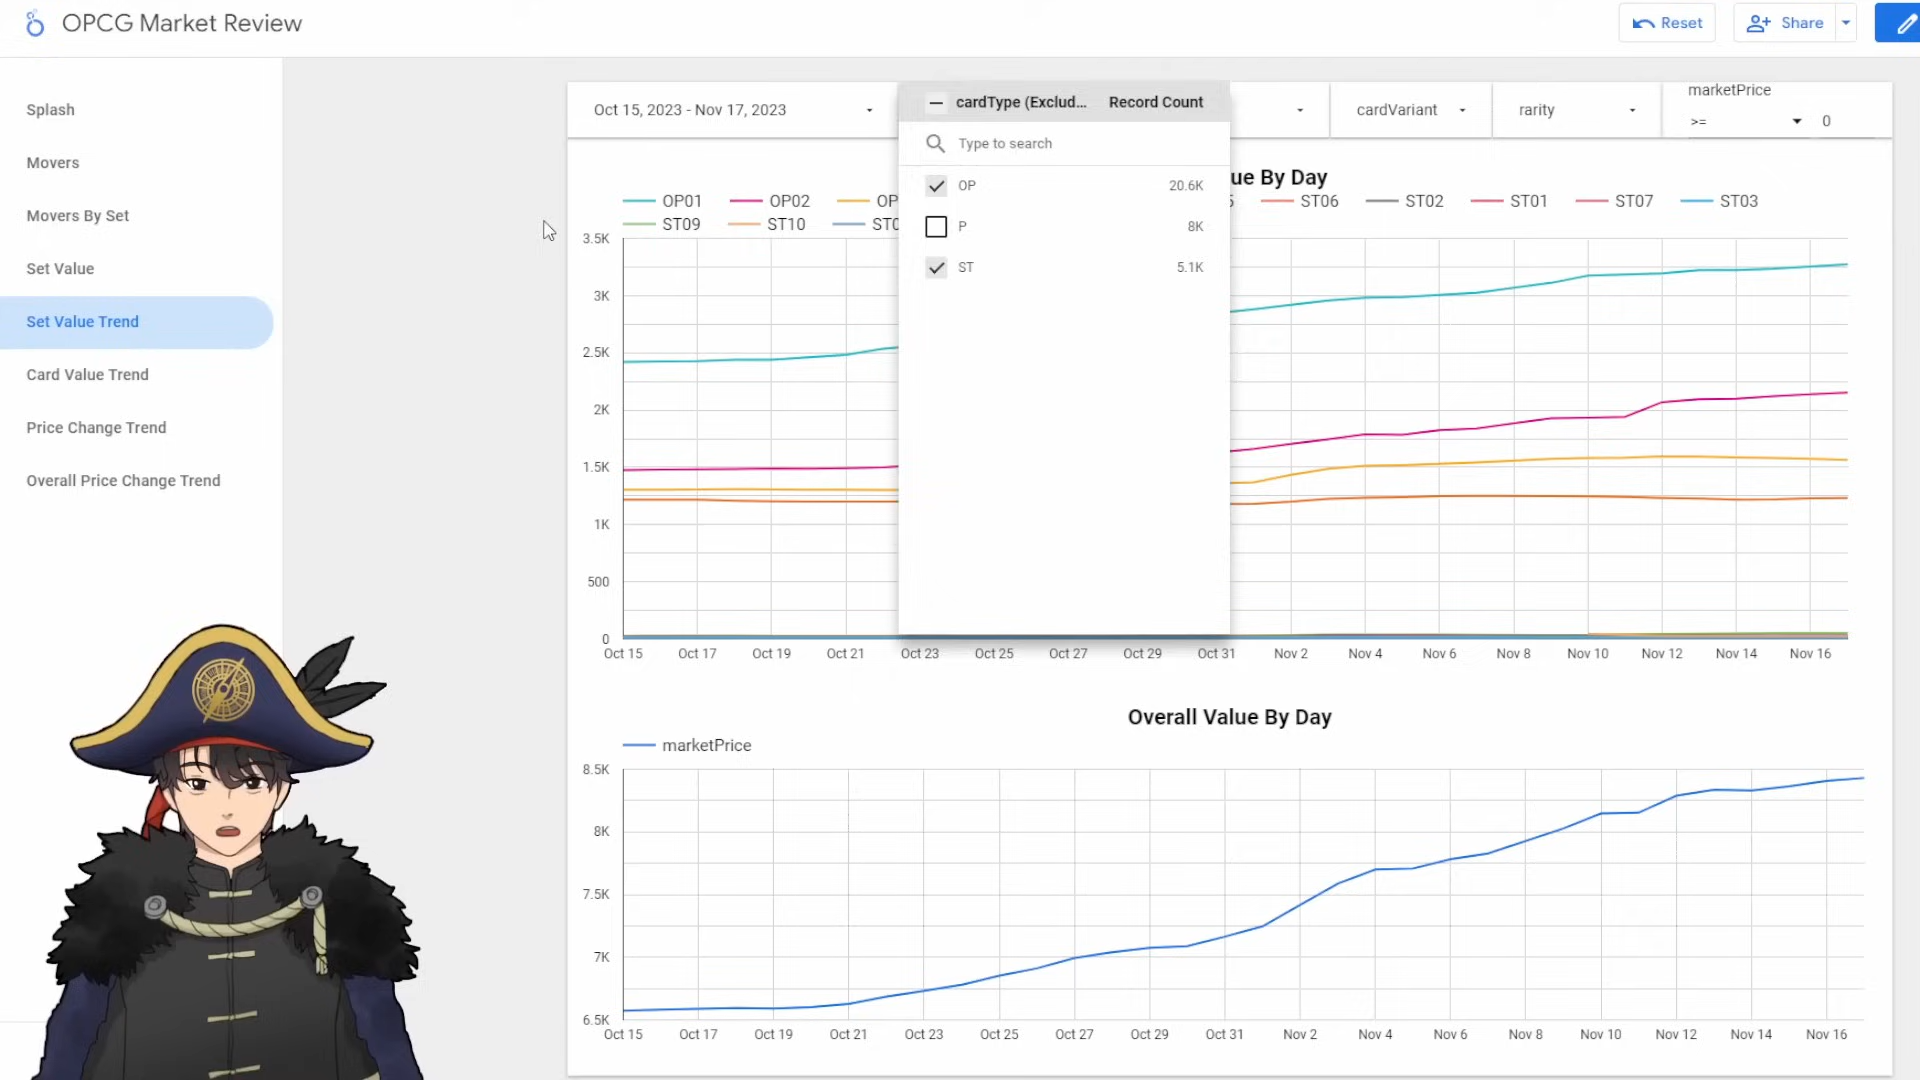 OPCG Market Review
Reset
Share
Splash
Movers
Movers By Set
Set Value
Set Value Trend
Card Value Trend
Price Change Trend
Overall Price Change Trend
Oct 15, 2023 - Nov 17, 2023
cardType (Exclud... Record Count
cardVariant
rarity
marketPrice
>= 0
Type to search
OP 20.6K
P 8K
ST 5.1K
ue By Day
OP01 OP02 OP ST06 ST02 ST01 ST07 ST03
ST09 ST10
3.5K
3K
2.5K
2K
1.5K
1K
500
0
Oct 15 Oct 17 Oct 19 Oct 21 Oct 23 Oct 25 Oct 27 Oct 29 Oct 31 Nov 2 Nov 4 Nov 6 Nov 8 Nov 10 Nov 12 Nov 14 Nov 16
Overall Value By Day
marketPrice
8.5K
8K
7.5K
7K
6.5K
Oct 15 Oct 17 Oct 19 Oct 21 Oct 23 Oct 25 Oct 27 Oct 29 Oct 31 Nov 2 Nov 4 Nov 6 Nov 8 Nov 10 Nov 12 Nov 14 Nov 16